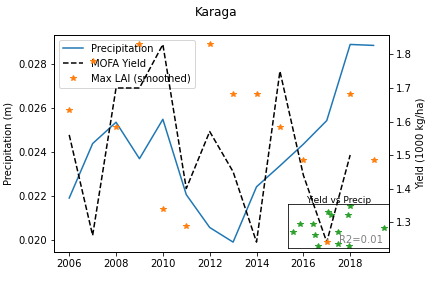 Karaga
Precipitation
MOFA Yield
Max LAI (smoothed)
Precipitation (m)
0.028
0.026
0.024
0.022
0.020
1.8
1.7
1.6
1.5
1.4
1.3
Yield (1000 kg/ha)
Yield vs Precip
R2=0.01
2006 2008 2010 2012 2014 2016 2018